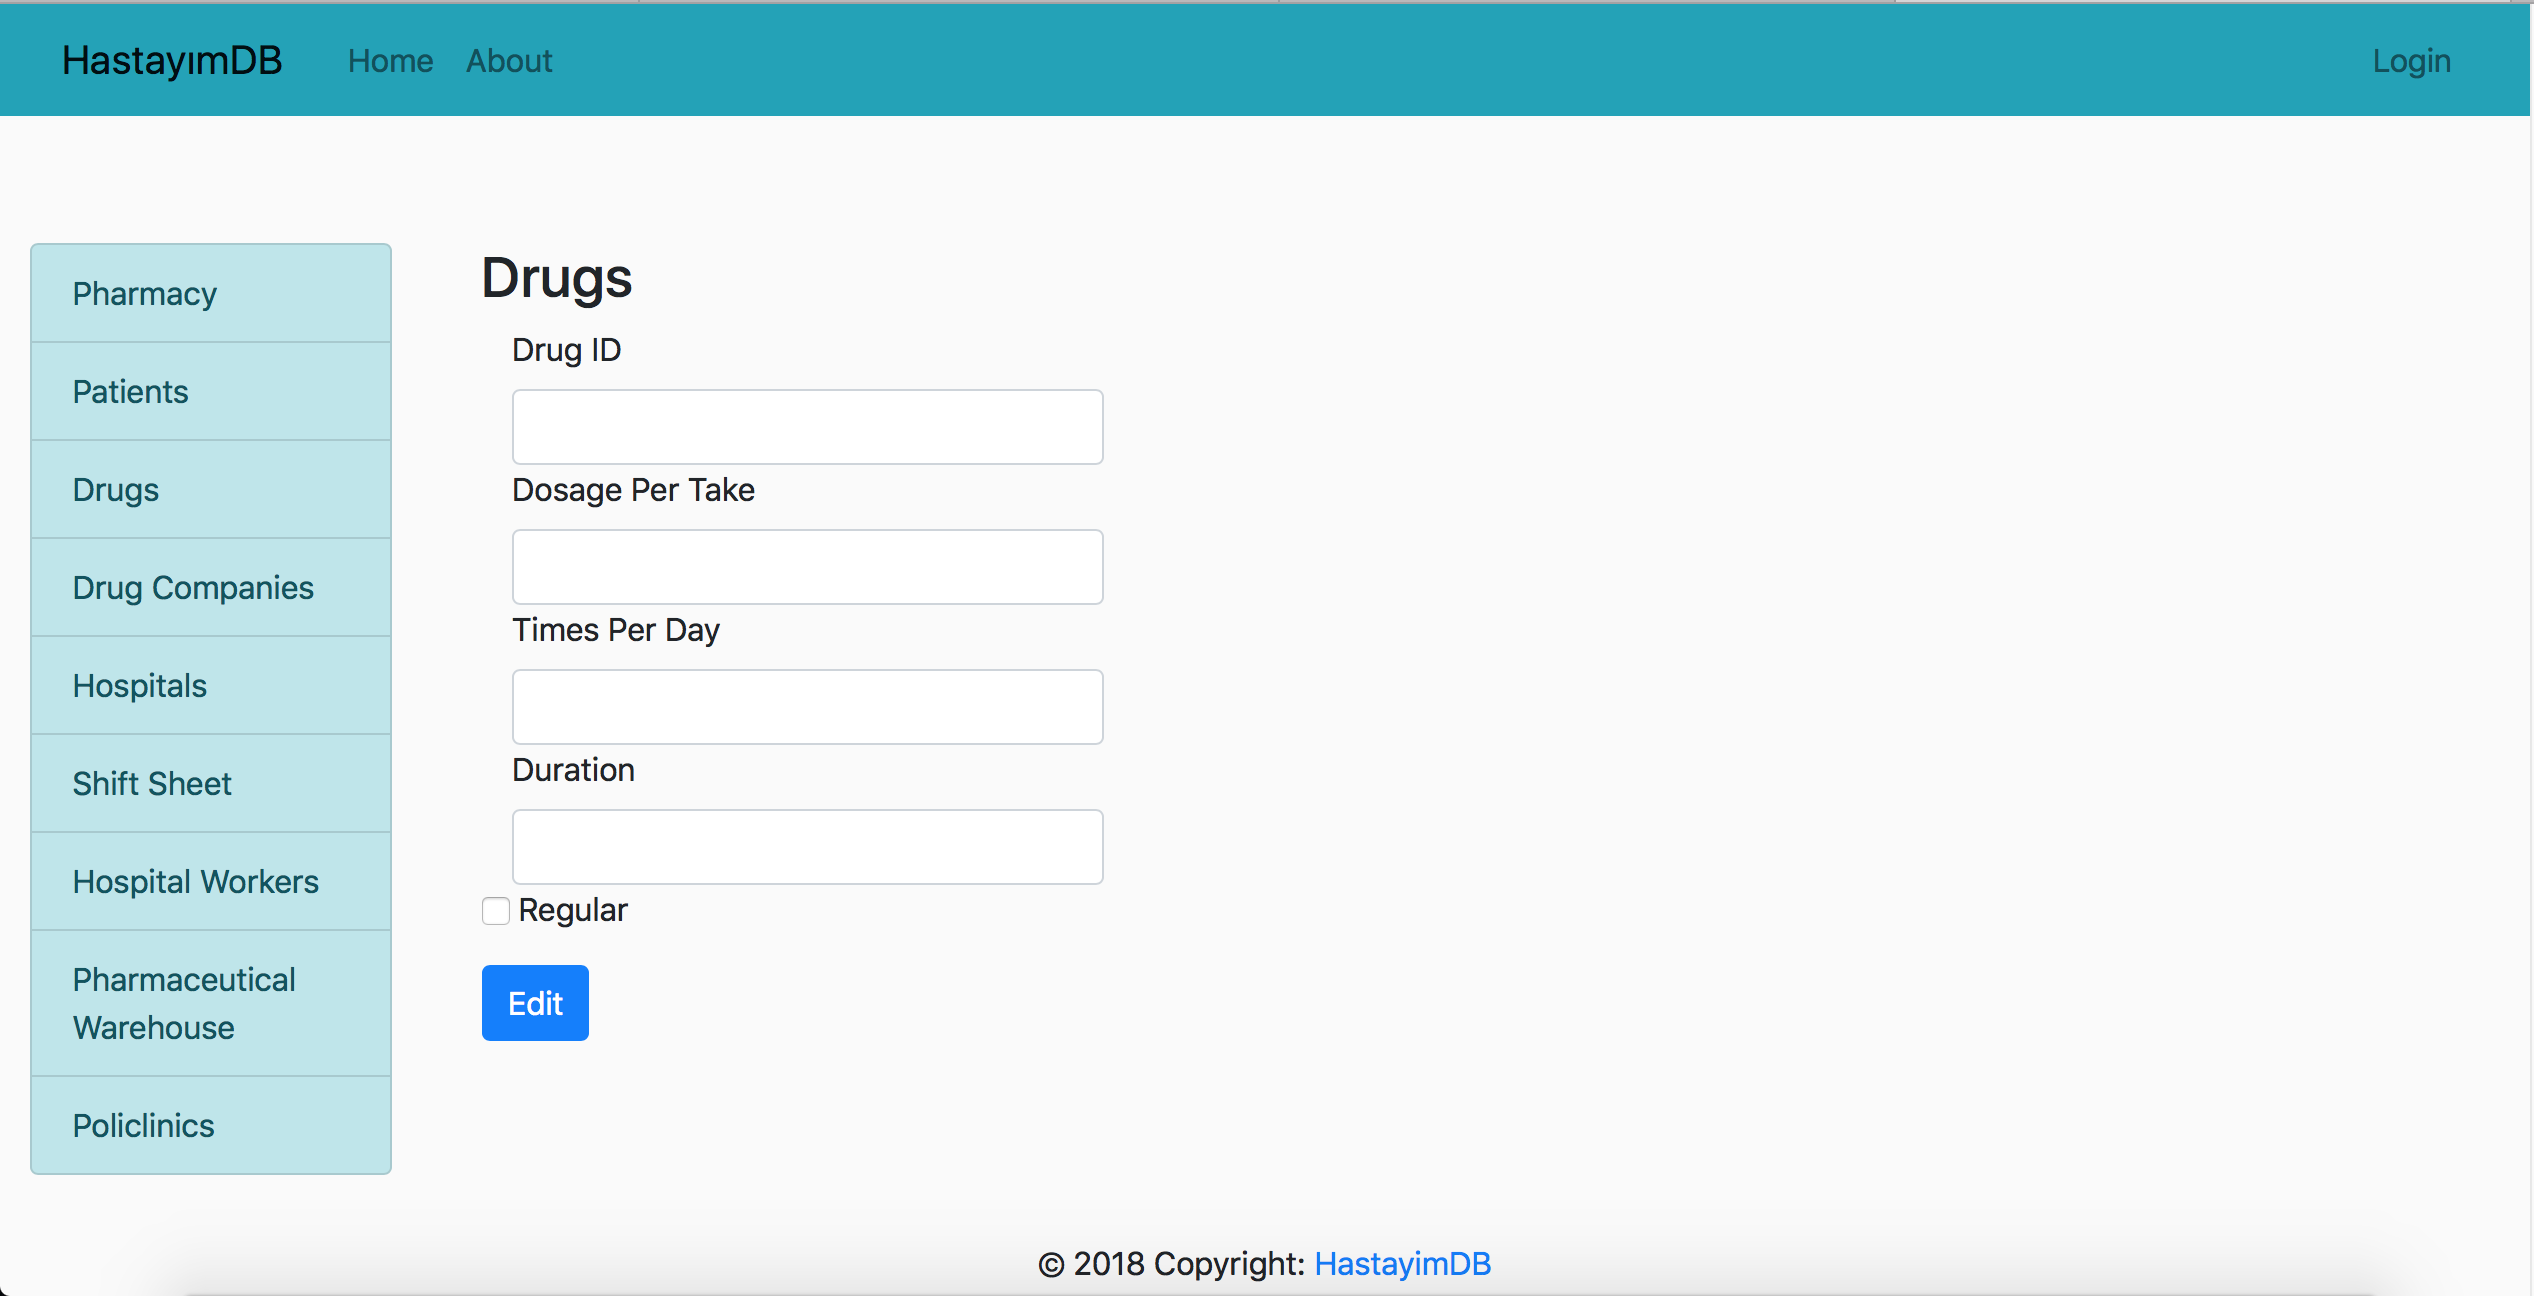 HastayımDB Home About Login
Pharmacy
Patients
Drugs
Drug Companies
Hospitals
Shift Sheet
Hospital Workers
Pharmaceutical
Warehouse
Policlinics
Drugs
Drug ID
Dosage Per Take
Times Per Day
Duration
Regular
Edit
© 2018 Copyright: HastayimDB